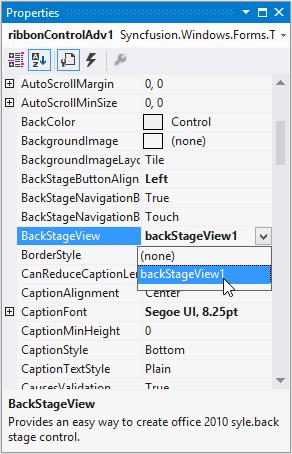 Properties
ribbonControlAdv1 Syncfusion.Windows.Forms.T
AutoScrollMargin 0, 0
AutoScrollMinSize 0, 0
BackColor Control
BackgroundImage (none)
BackgroundImageLayo Tile
BackStageButtonAlign Left
BackStageNavigationB True
BackStageNavigationB Touch
BackStageView backStageView1
BorderStyle (none)
CanReduceCaptionLen backStageView1
CaptionAlignment Center
CaptionFont Segoe UI, 8.25pt
CaptionMinHeight 0
CaptionStyle Bottom
CaptionTextStyle Plain
CausesValidation True
BackStageView
Provides an easy way to create office 2010 syle.back
stage control.